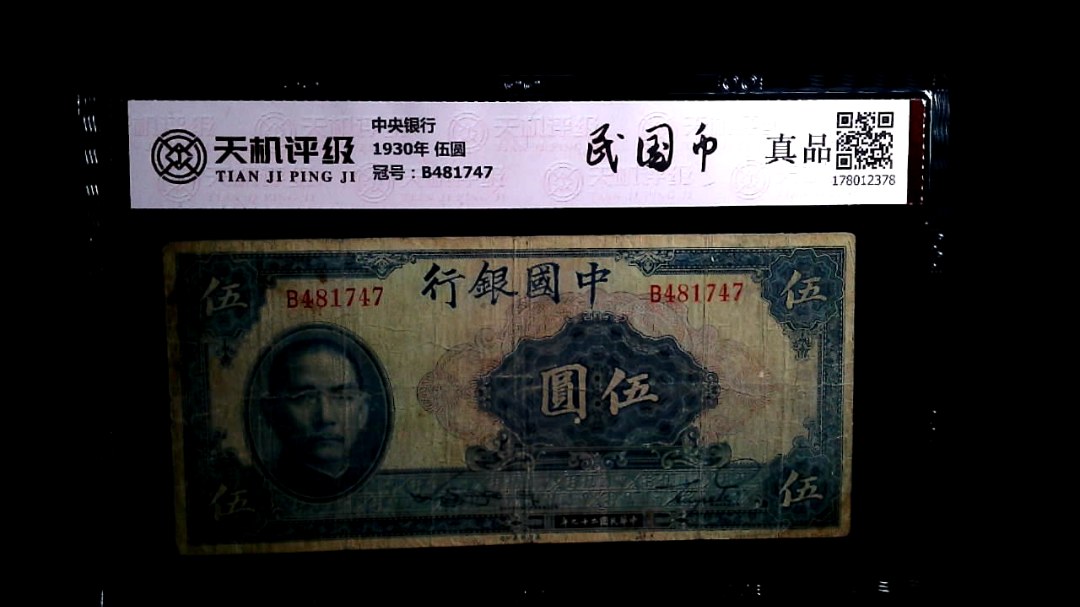 天机评级
TIAN JI PING JI
中央银行
1930年 伍圆
冠号：B481747
民国币
真品
178012378
行銀國中
B481747
B481747
伍
伍
圓伍
伍
伍